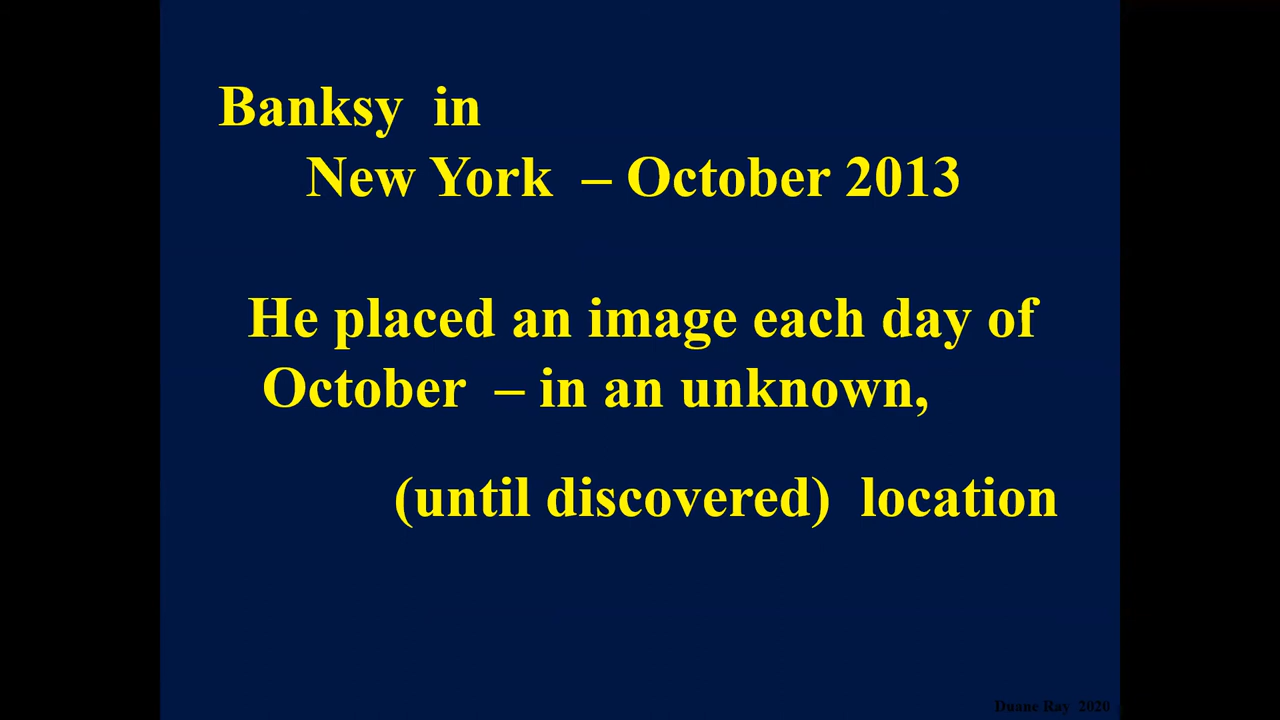 Banksy in
New York – October 2013
He placed an image each day of
October – in an unknown,
(until discovered) location
Duane Ray 2020